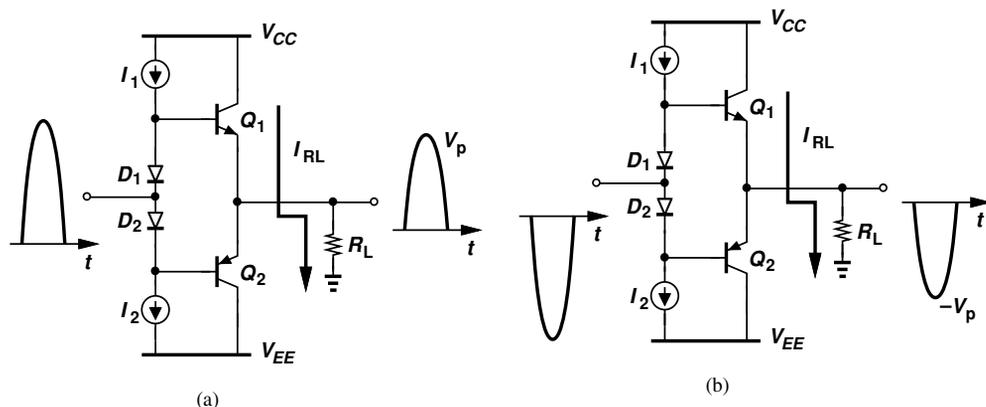 V_CC
I_1
Q_1
I_RL
V_p
D_1
D_2
t
R_L
t
Q_2
I_2
V_EE
(a)
V_CC
I_1
Q_1
I_RL
D_1
D_2
t
R_L
t
Q_2
I_2
–V_p
V_EE
(b)